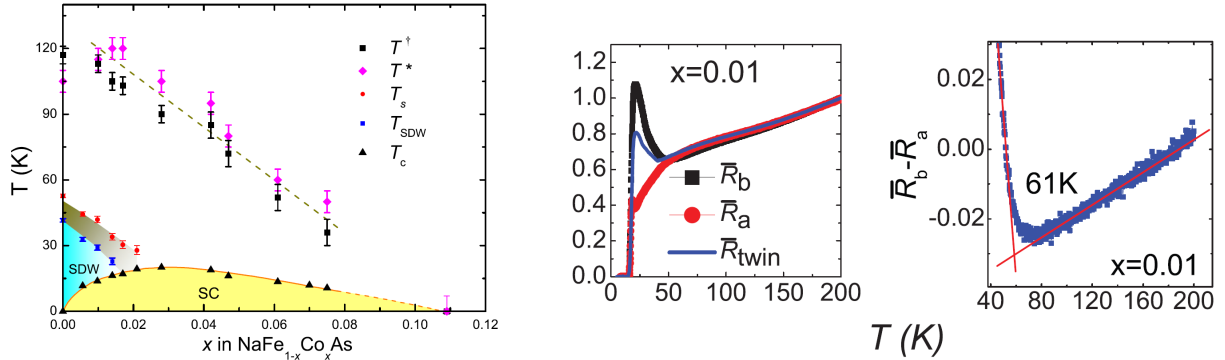 120
90
60
30
0
T (K)
T †
T *
T s
T SDW
T c
SDW
SC
0.00
0.02
0.04
0.06
0.08
0.10
0.12
x in NaFe1-xCoxAs
1.4
1.2
1.0
0.8
0.6
0.4
0.2
0.0
x=0.01
R̅b
R̅a
R̅twin
0
50
100
150
200
0.02
0.00
-0.02
R̅b-R̅a
61K
x=0.01
40
80
120
160
200
T (K)